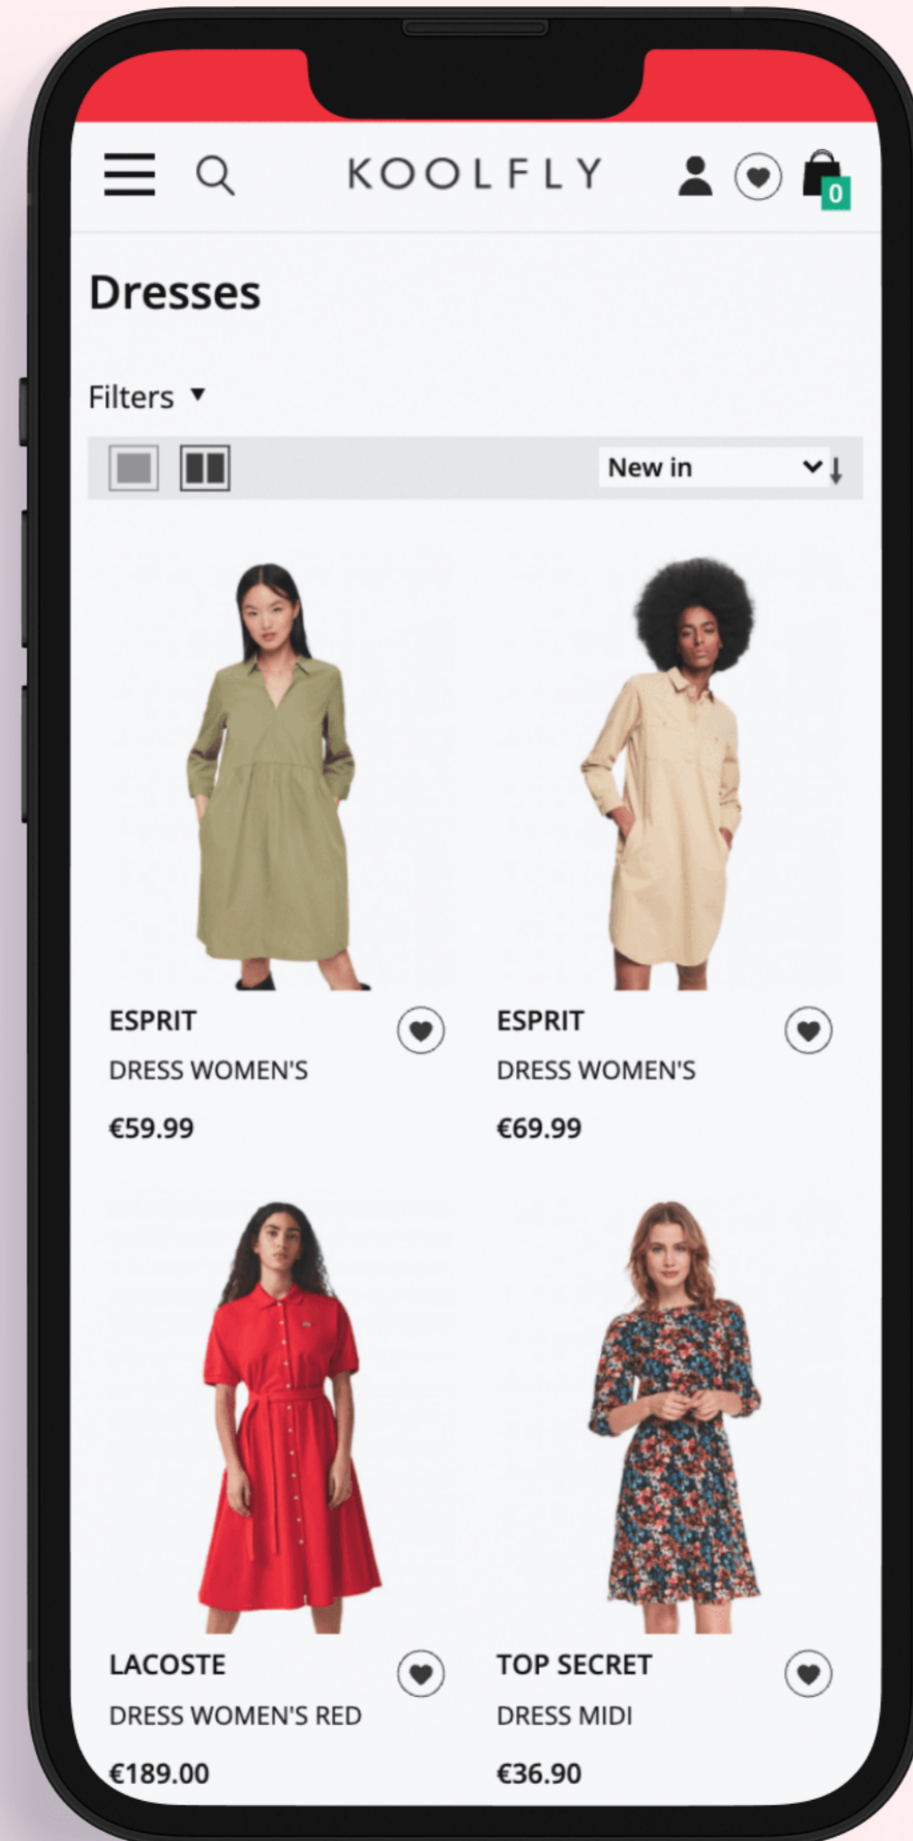 KOOLFLY
0
Dresses
Filters
New in
ESPRIT
DRESS WOMEN'S
€59.99
ESPRIT
DRESS WOMEN'S
€69.99
LACOSTE
DRESS WOMEN'S RED
€189.00
TOP SECRET
DRESS MIDI
€36.90